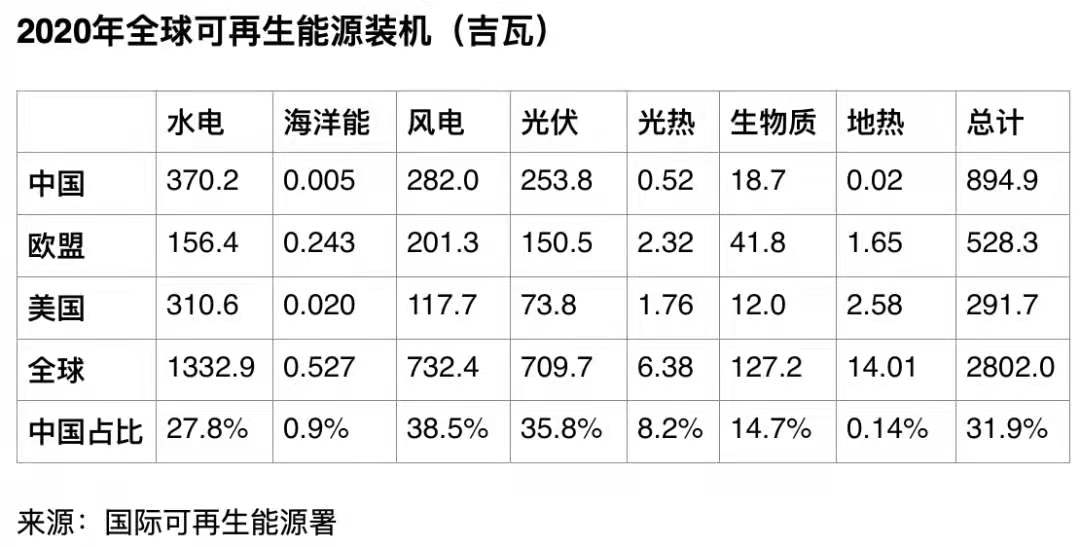 2020年全球可再生能源装机（吉瓦）
水电 海洋能 风电 光伏 光热 生物质 地热 总计
中国 370.2 0.005 282.0 253.8 0.52 18.7 0.02 894.9
欧盟 156.4 0.243 201.3 150.5 2.32 41.8 1.65 528.3
美国 310.6 0.020 117.7 73.8 1.76 12.0 2.58 291.7
全球 1332.9 0.527 732.4 709.7 6.38 127.2 14.01 2802.0
中国占比 27.8% 0.9% 38.5% 35.8% 8.2% 14.7% 0.14% 31.9%
来源：国际可再生能源署